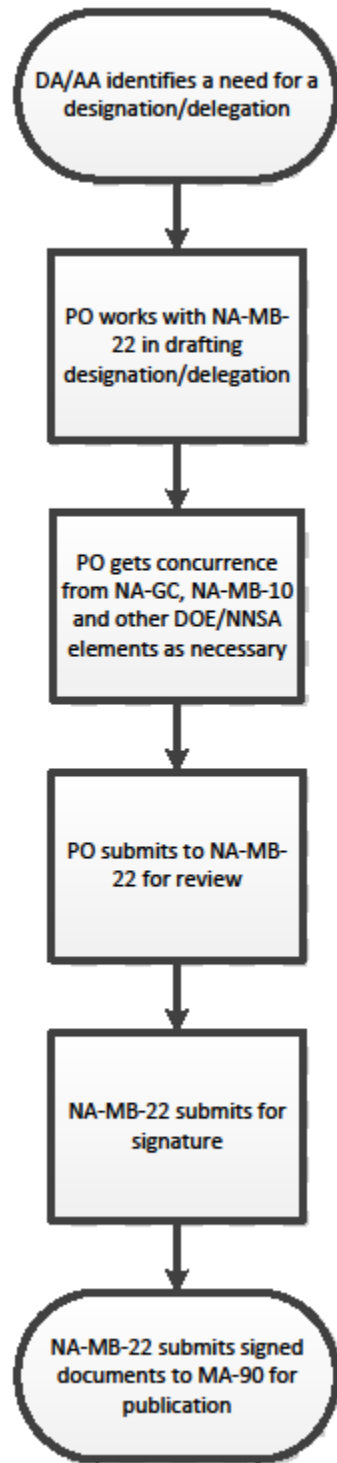 DA/AA identifies a need for a
designation/delegation
PO works with NA-MB-
22 in drafting
designation/delegation
PO gets concurrence
from NA-GC, NA-MB-10
and other DOE/NNSA
elements as necessary
PO submits to NA-MB-
22 for review
NA-MB-22 submits for
signature
NA-MB-22 submits signed
documents to MA-90 for
publication